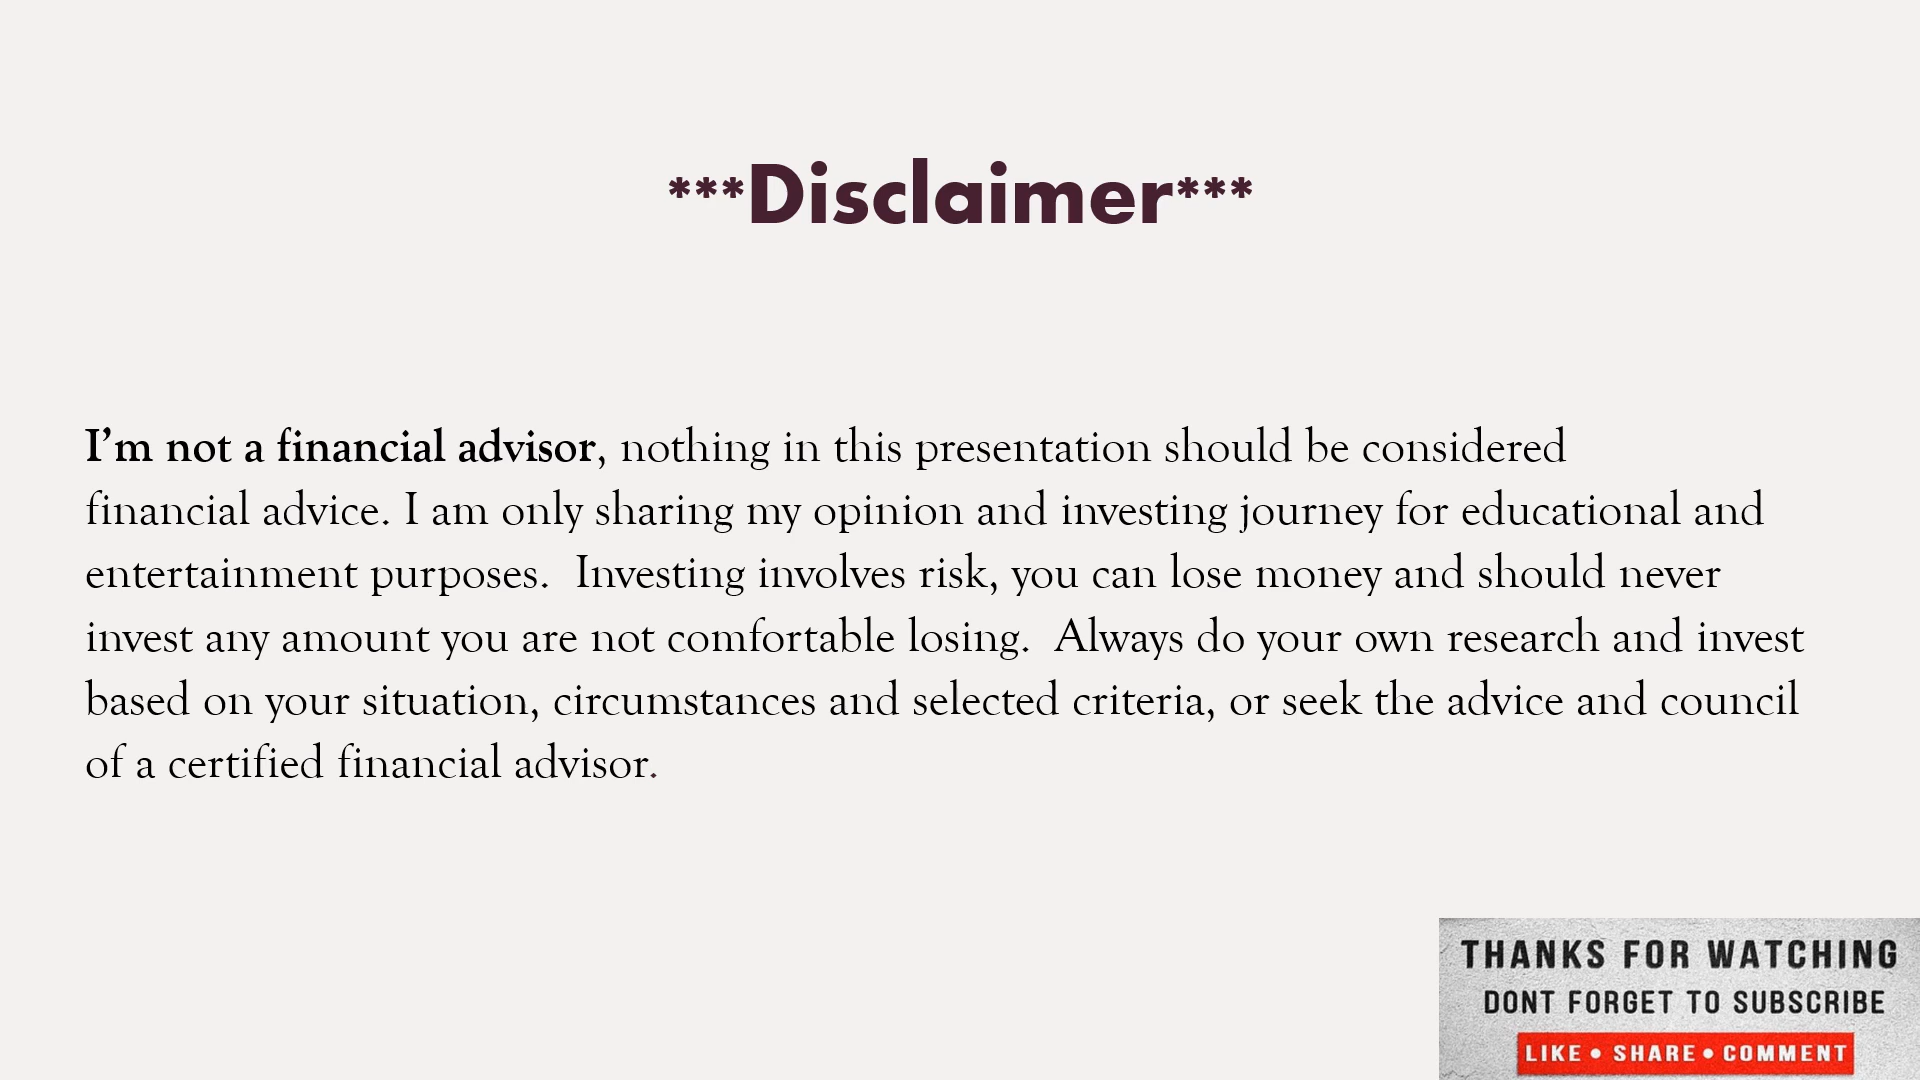 ***Disclaimer***
I’m not a financial advisor, nothing in this presentation should be considered
financial advice. I am only sharing my opinion and investing journey for educational and
entertainment purposes.  Investing involves risk, you can lose money and should never
invest any amount you are not comfortable losing.  Always do your own research and invest
based on your situation, circumstances and selected criteria, or seek the advice and council
of a certified financial advisor.
THANKS FOR WATCHING
DONT FORGET TO SUBSCRIBE
LIKE • SHARE • COMMENT